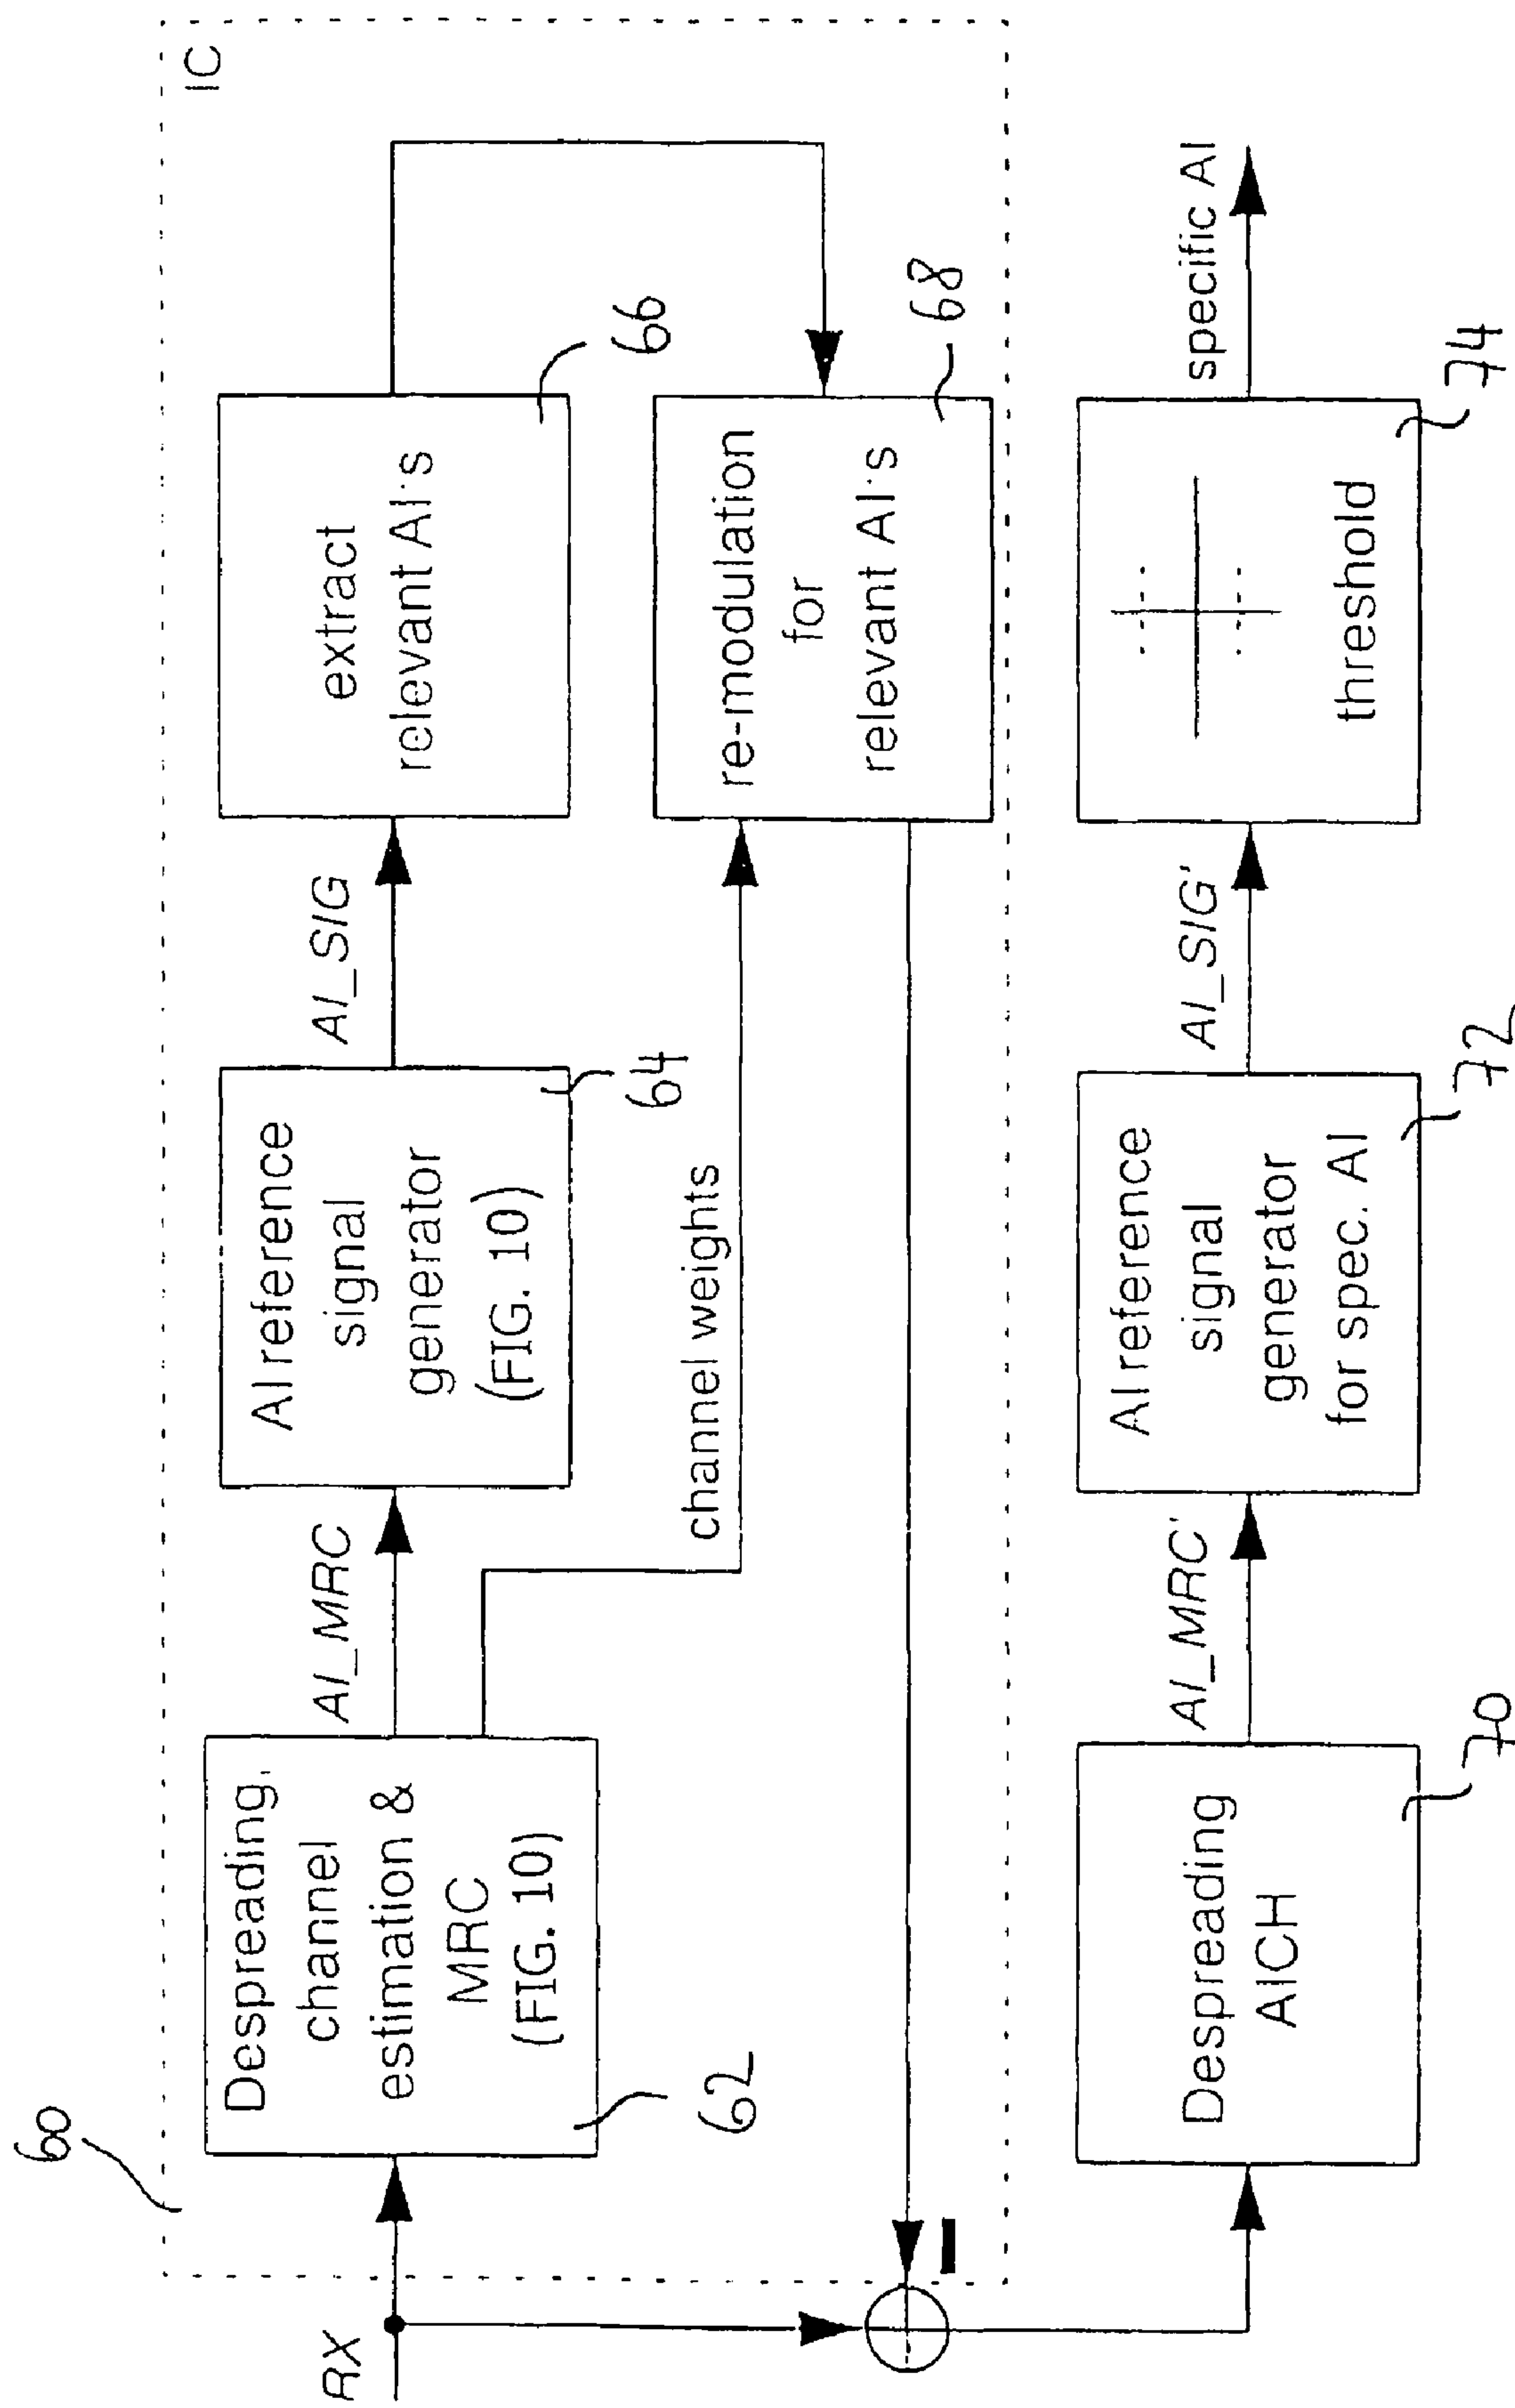 60
IC
RX
Despreading,
channel
estimation &
MRC
(FIG. 10)
62
AI_MRC
AI reference
signal
generator
(FIG. 10)
64
AI_SIG
extract
relevant AI's
66
channel weights
re-modulation
for
relevant AI's
68
Despreading
AICH
70
AI_MRC'
AI reference
signal
generator
for spec. AI
72
AI_SIG'
threshold
74
specific AI